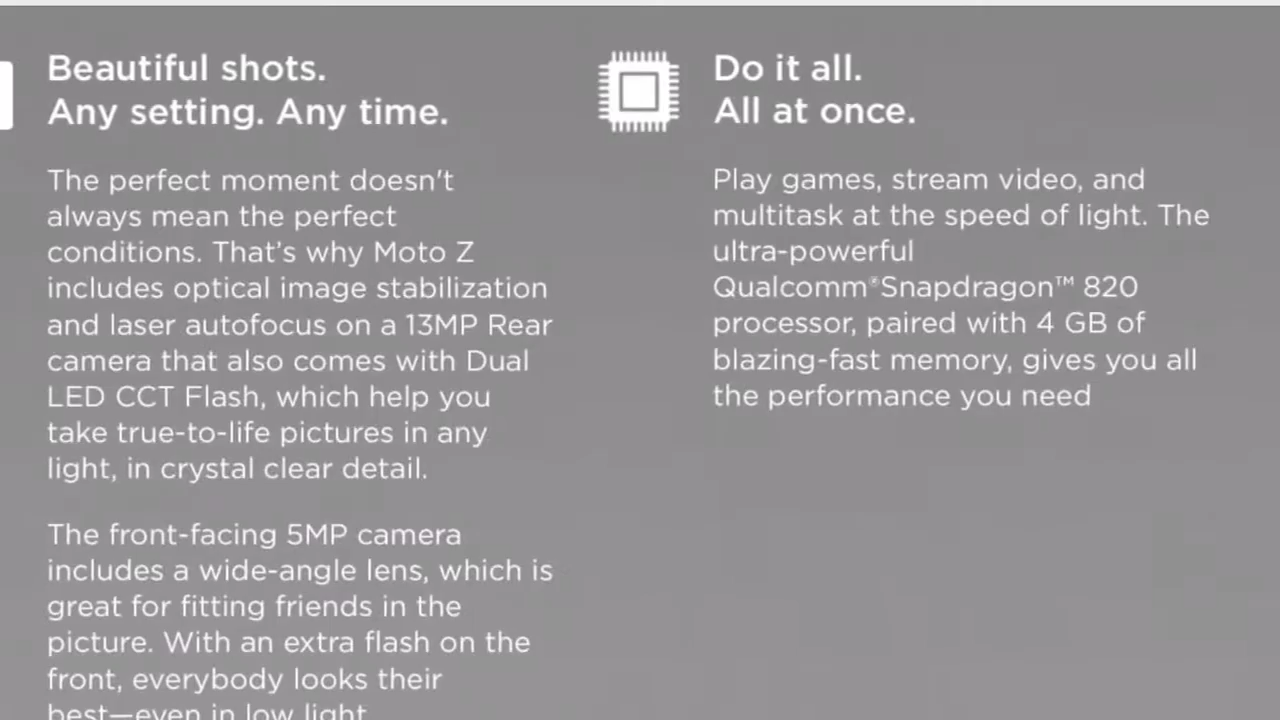 Beautiful shots.
Any setting. Any time.
The perfect moment doesn't
always mean the perfect
conditions. That’s why Moto Z
includes optical image stabilization
and laser autofocus on a 13MP Rear
camera that also comes with Dual
LED CCT Flash, which help you
take true-to-life pictures in any
light, in crystal clear detail.
The front-facing 5MP camera
includes a wide-angle lens, which is
great for fitting friends in the
picture. With an extra flash on the
front, everybody looks their
best—even in low light
Do it all.
All at once.
Play games, stream video, and
multitask at the speed of light. The
ultra-powerful
Qualcomm®Snapdragon™ 820
processor, paired with 4 GB of
blazing-fast memory, gives you all
the performance you need